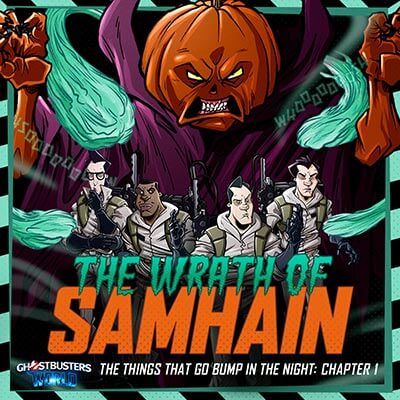 THE WRATH OF
SAMHAIN
GHOSTBUSTERS
WORLD
THE THINGS THAT GO BUMP IN THE NIGHT: CHAPTER 1